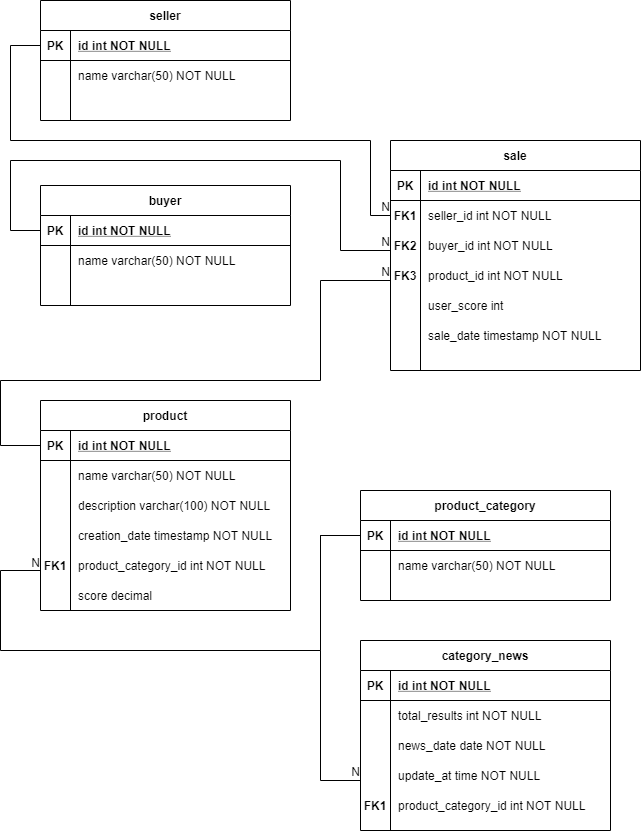 seller
PK id int NOT NULL
name varchar(50) NOT NULL
sale
PK id int NOT NULL
N FK1 seller_id int NOT NULL
N FK2 buyer_id int NOT NULL
N FK3 product_id int NOT NULL
user_score int
sale_date timestamp NOT NULL
buyer
PK id int NOT NULL
name varchar(50) NOT NULL
product
PK id int NOT NULL
name varchar(50) NOT NULL
description varchar(100) NOT NULL
creation_date timestamp NOT NULL
N FK1 product_category_id int NOT NULL
score decimal
product_category
PK id int NOT NULL
name varchar(50) NOT NULL
category_news
PK id int NOT NULL
total_results int NOT NULL
news_date date NOT NULL
N update_at time NOT NULL
FK1 product_category_id int NOT NULL